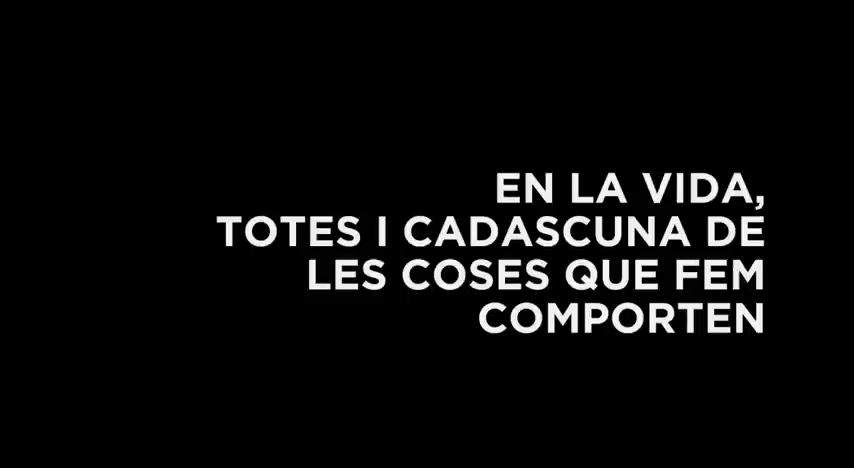 EN LA VIDA,
TOTES I CADASCUNA DE
LES COSES QUE FEM
COMPORTEN